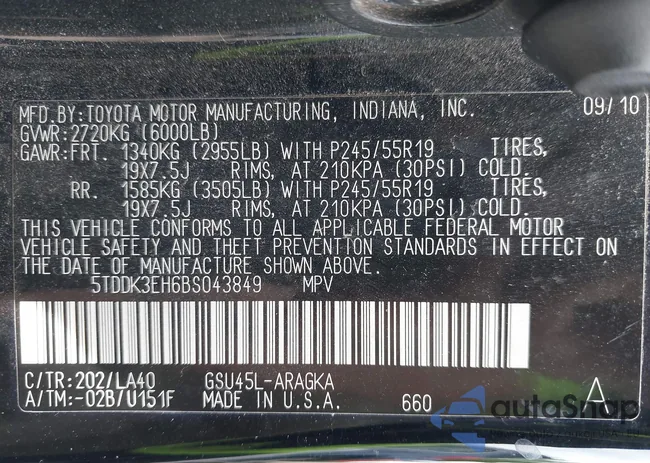 MFD.BY:TOYOTA MOTOR MANUFACTURING, INDIANA, INC. 09/10
GVWR:2720KG (6000LB)
GAWR:FRT. 1340KG (2955LB) WITH P245/55R19 TIRES,
19X7.5J RIMS, AT 210KPA (30PSI) COLD.
RR. 1585KG (3505LB) WITH P245/55R19 TIRES,
19X7.5J RIMS, AT 210KPA (30PSI) COLD.
THIS VEHICLE CONFORMS TO ALL APPLICABLE FEDERAL MOTOR
VEHICLE SAFETY AND THEFT PREVENTION STANDARDS IN EFFECT ON
THE DATE OF MANUFACTURE SHOWN ABOVE.
5TDDK3EH6BS043849 MPV
C/TR:202/LA40 GSU45L-ARAGKA
A/TM:-02B/U151F MADE IN U.S.A. 660 A
autoSnap